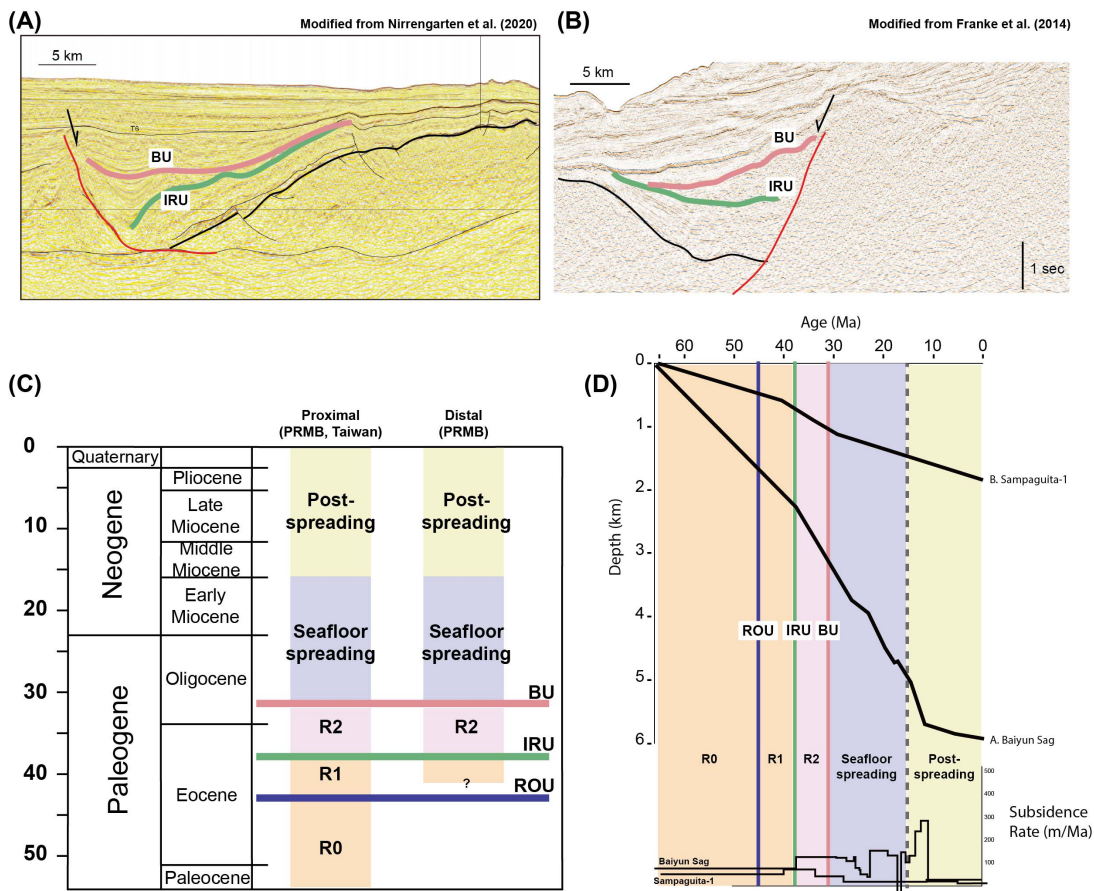 (A)
Modified from Nirrengarten et al. (2020)
5 km
T6
BU
IRU
(B)
Modified from Franke et al. (2014)
5 km
BU
IRU
1 sec
(C)
Proximal
(PRMB, Taiwan)
Distal
(PRMB)
0
10
20
30
40
50
Neogene
Paleogene
Quaternary
Pliocene
Late
Miocene
Middle
Miocene
Early
Miocene
Oligocene
Eocene
Paleocene
Post-
spreading
Post-
spreading
Seafloor
spreading
Seafloor
spreading
BU
R2
R2
IRU
R1
?
ROU
R0
Age (Ma)
60 50 40 30 20 10 0
(D)
Depth (km)
0
1
2
3
4
5
6
ROU
IRU
BU
B. Sampaguita-1
A. Baiyun Sag
R0
R1
R2
Seafloor
spreading
Post-
spreading
500
400
300
200
100
Subsidence
Rate (m/Ma)
Baiyun Sag
Sampaguita-1